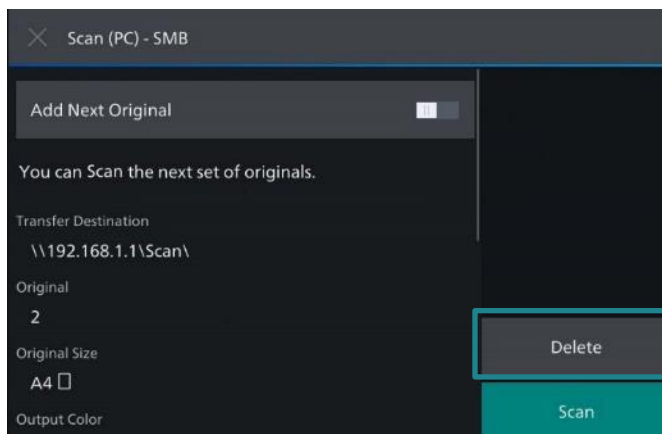 Scan (PC) - SMB
Add Next Original
You can Scan the next set of originals.
Transfer Destination
\\192.168.1.1\Scan\
Original
2
Original Size
A4
Output Color
Delete
Scan